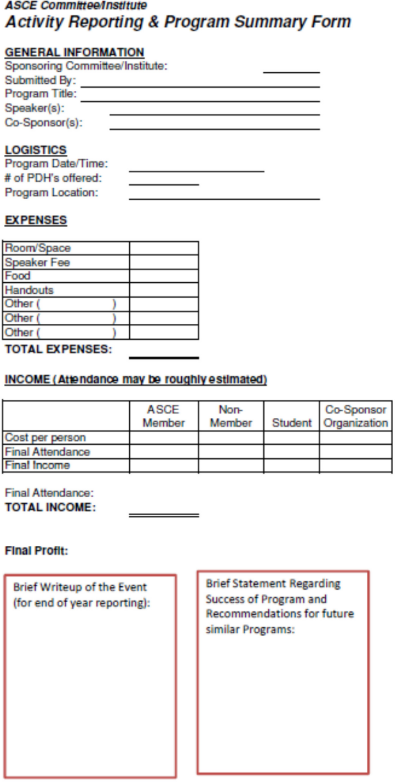 ASCE Committee/Institute
Activity Reporting & Program Summary Form
GENERAL INFORMATION
Sponsoring Committee/Institute:
Submitted By:
Program Title:
Speaker(s):
Co-Sponsor(s):
LOGISTICS
Program Date/Time:
# of PDH's offered:
Program Location:
EXPENSES
Room/Space
Speaker Fee
Food
Handouts
Other ( )
Other ( )
Other ( )
TOTAL EXPENSES:
INCOME (Attendance may be roughly estimated)
ASCE Member Non-Member Student Co-Sponsor Organization
Cost per person
Final Attendance
Final Income
Final Attendance:
TOTAL INCOME:
Final Profit:
Brief Writeup of the Event
(for end of year reporting):
Brief Statement Regarding
Success of Program and
Recommendations for future
similar Programs: